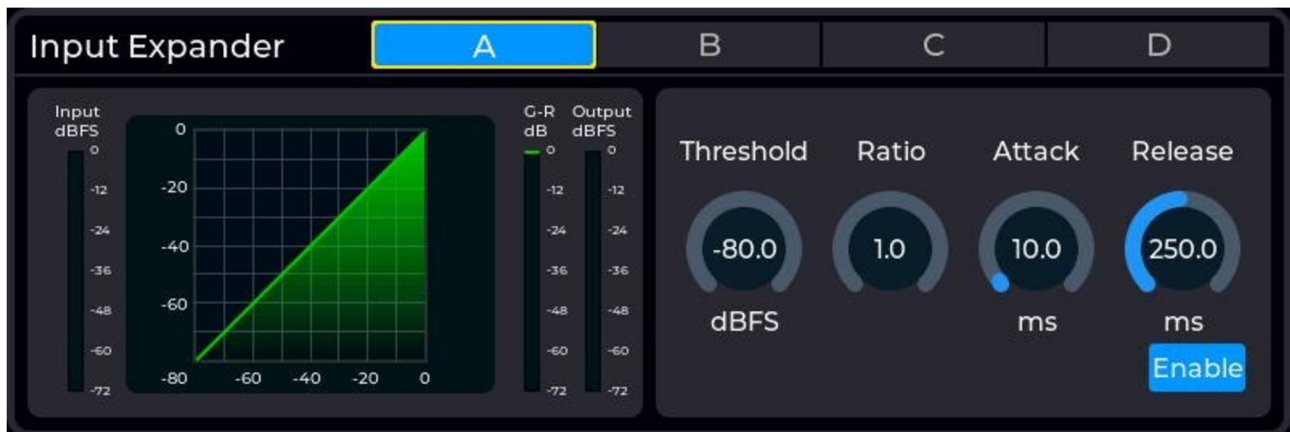 Input Expander A B C D
Input
dBFS
0
-12
-24
-36
-48
-60
-72
0
-20
-40
-60
-80 -60 -40 -20 0
G-R
dB
0
-12
-24
-36
-48
-60
-72
Output
dBFS
0
-12
-24
-36
-48
-60
-72
Threshold Ratio Attack Release
-80.0 1.0 10.0 250.0
dBFS ms ms
Enable